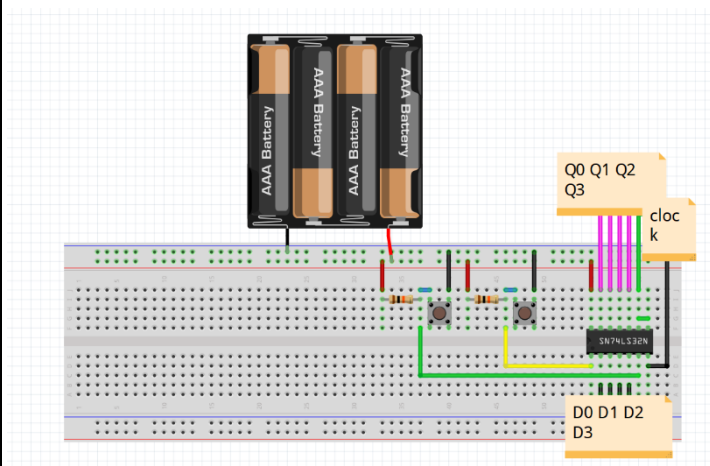 AAA Battery
AAA Battery
AAA Battery
AAA Battery
Q0 Q1 Q2
Q3
cloc
k
SN74LS32N
D0 D1 D2
D3